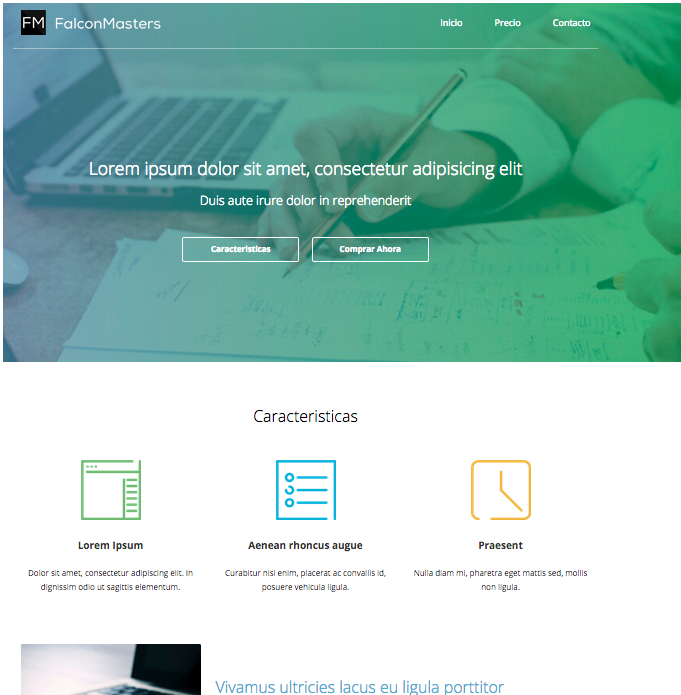 FM FalconMasters
Inicio Precio Contacto
Lorem ipsum dolor sit amet, consectetur adipisicing elit
Duis aute irure dolor in reprehenderit
Caracteristicas Comprar Ahora
Caracteristicas
Lorem Ipsum
Dolor sit amet, consectetur adipiscing elit. In
dignissim odio ut sagittis elementum.
Aenean rhoncus augue
Curabitur nisi enim, placerat ac convallis id,
posuere vehicula ligula.
Praesent
Nulla diam mi, pharetra eget mattis sed, mollis
non ligula.
Vivamus ultricies lacus eu ligula porttitor